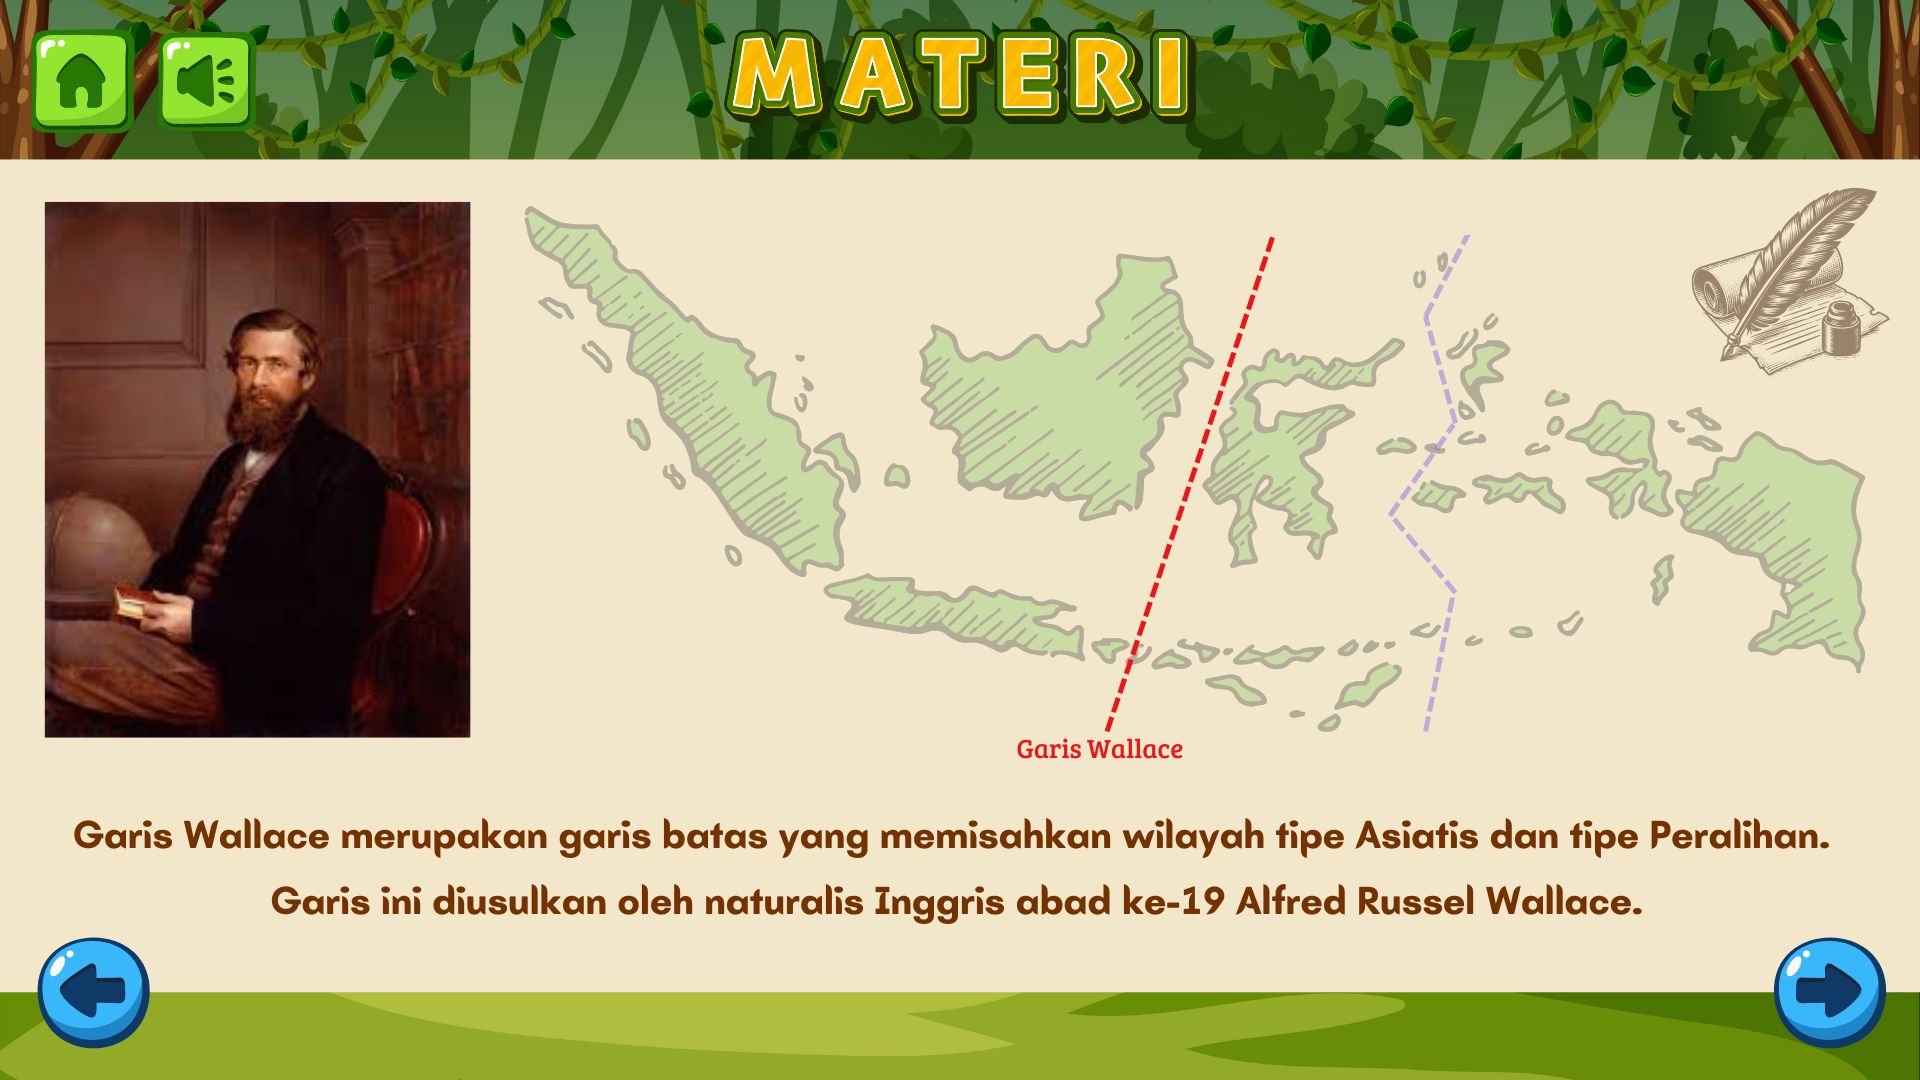 MATERI
Garis Wallace
Garis Wallace merupakan garis batas yang memisahkan wilayah tipe Asiatis dan tipe Peralihan.
Garis ini diusulkan oleh naturalis Inggris abad ke-19 Alfred Russel Wallace.